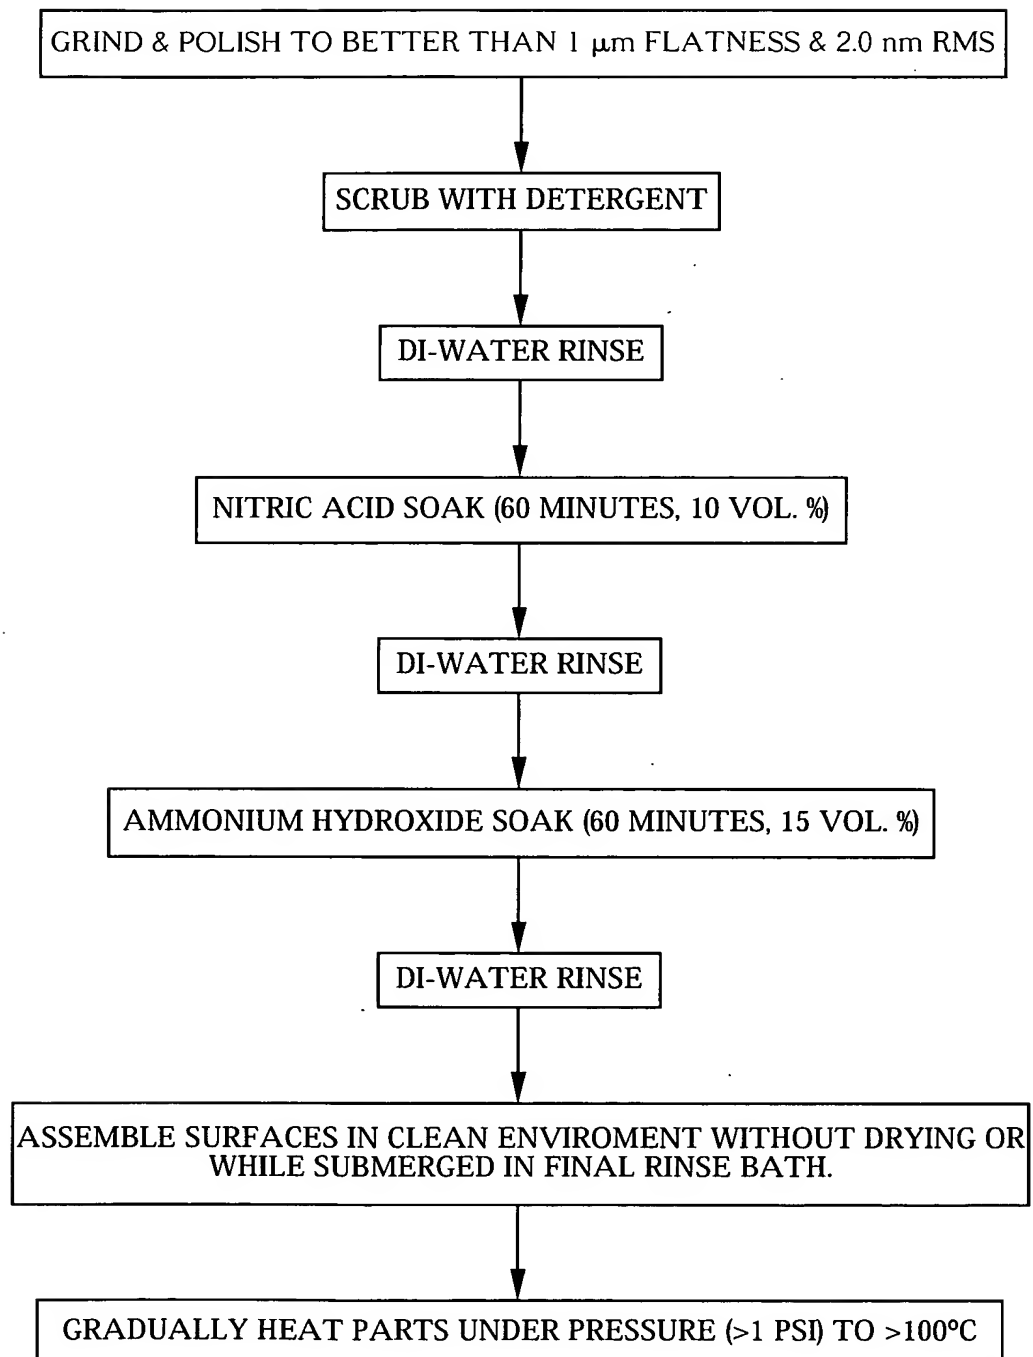 GRIND & POLISH TO BETTER THAN 1 μm FLATNESS & 2.0 nm RMS
SCRUB WITH DETERGENT
DI-WATER RINSE
NITRIC ACID SOAK (60 MINUTES, 10 VOL. %)
DI-WATER RINSE
AMMONIUM HYDROXIDE SOAK (60 MINUTES, 15 VOL. %)
DI-WATER RINSE
ASSEMBLE SURFACES IN CLEAN ENVIROMENT WITHOUT DRYING OR
WHILE SUBMERGED IN FINAL RINSE BATH.
GRADUALLY HEAT PARTS UNDER PRESSURE (>1 PSI) TO >100ºC